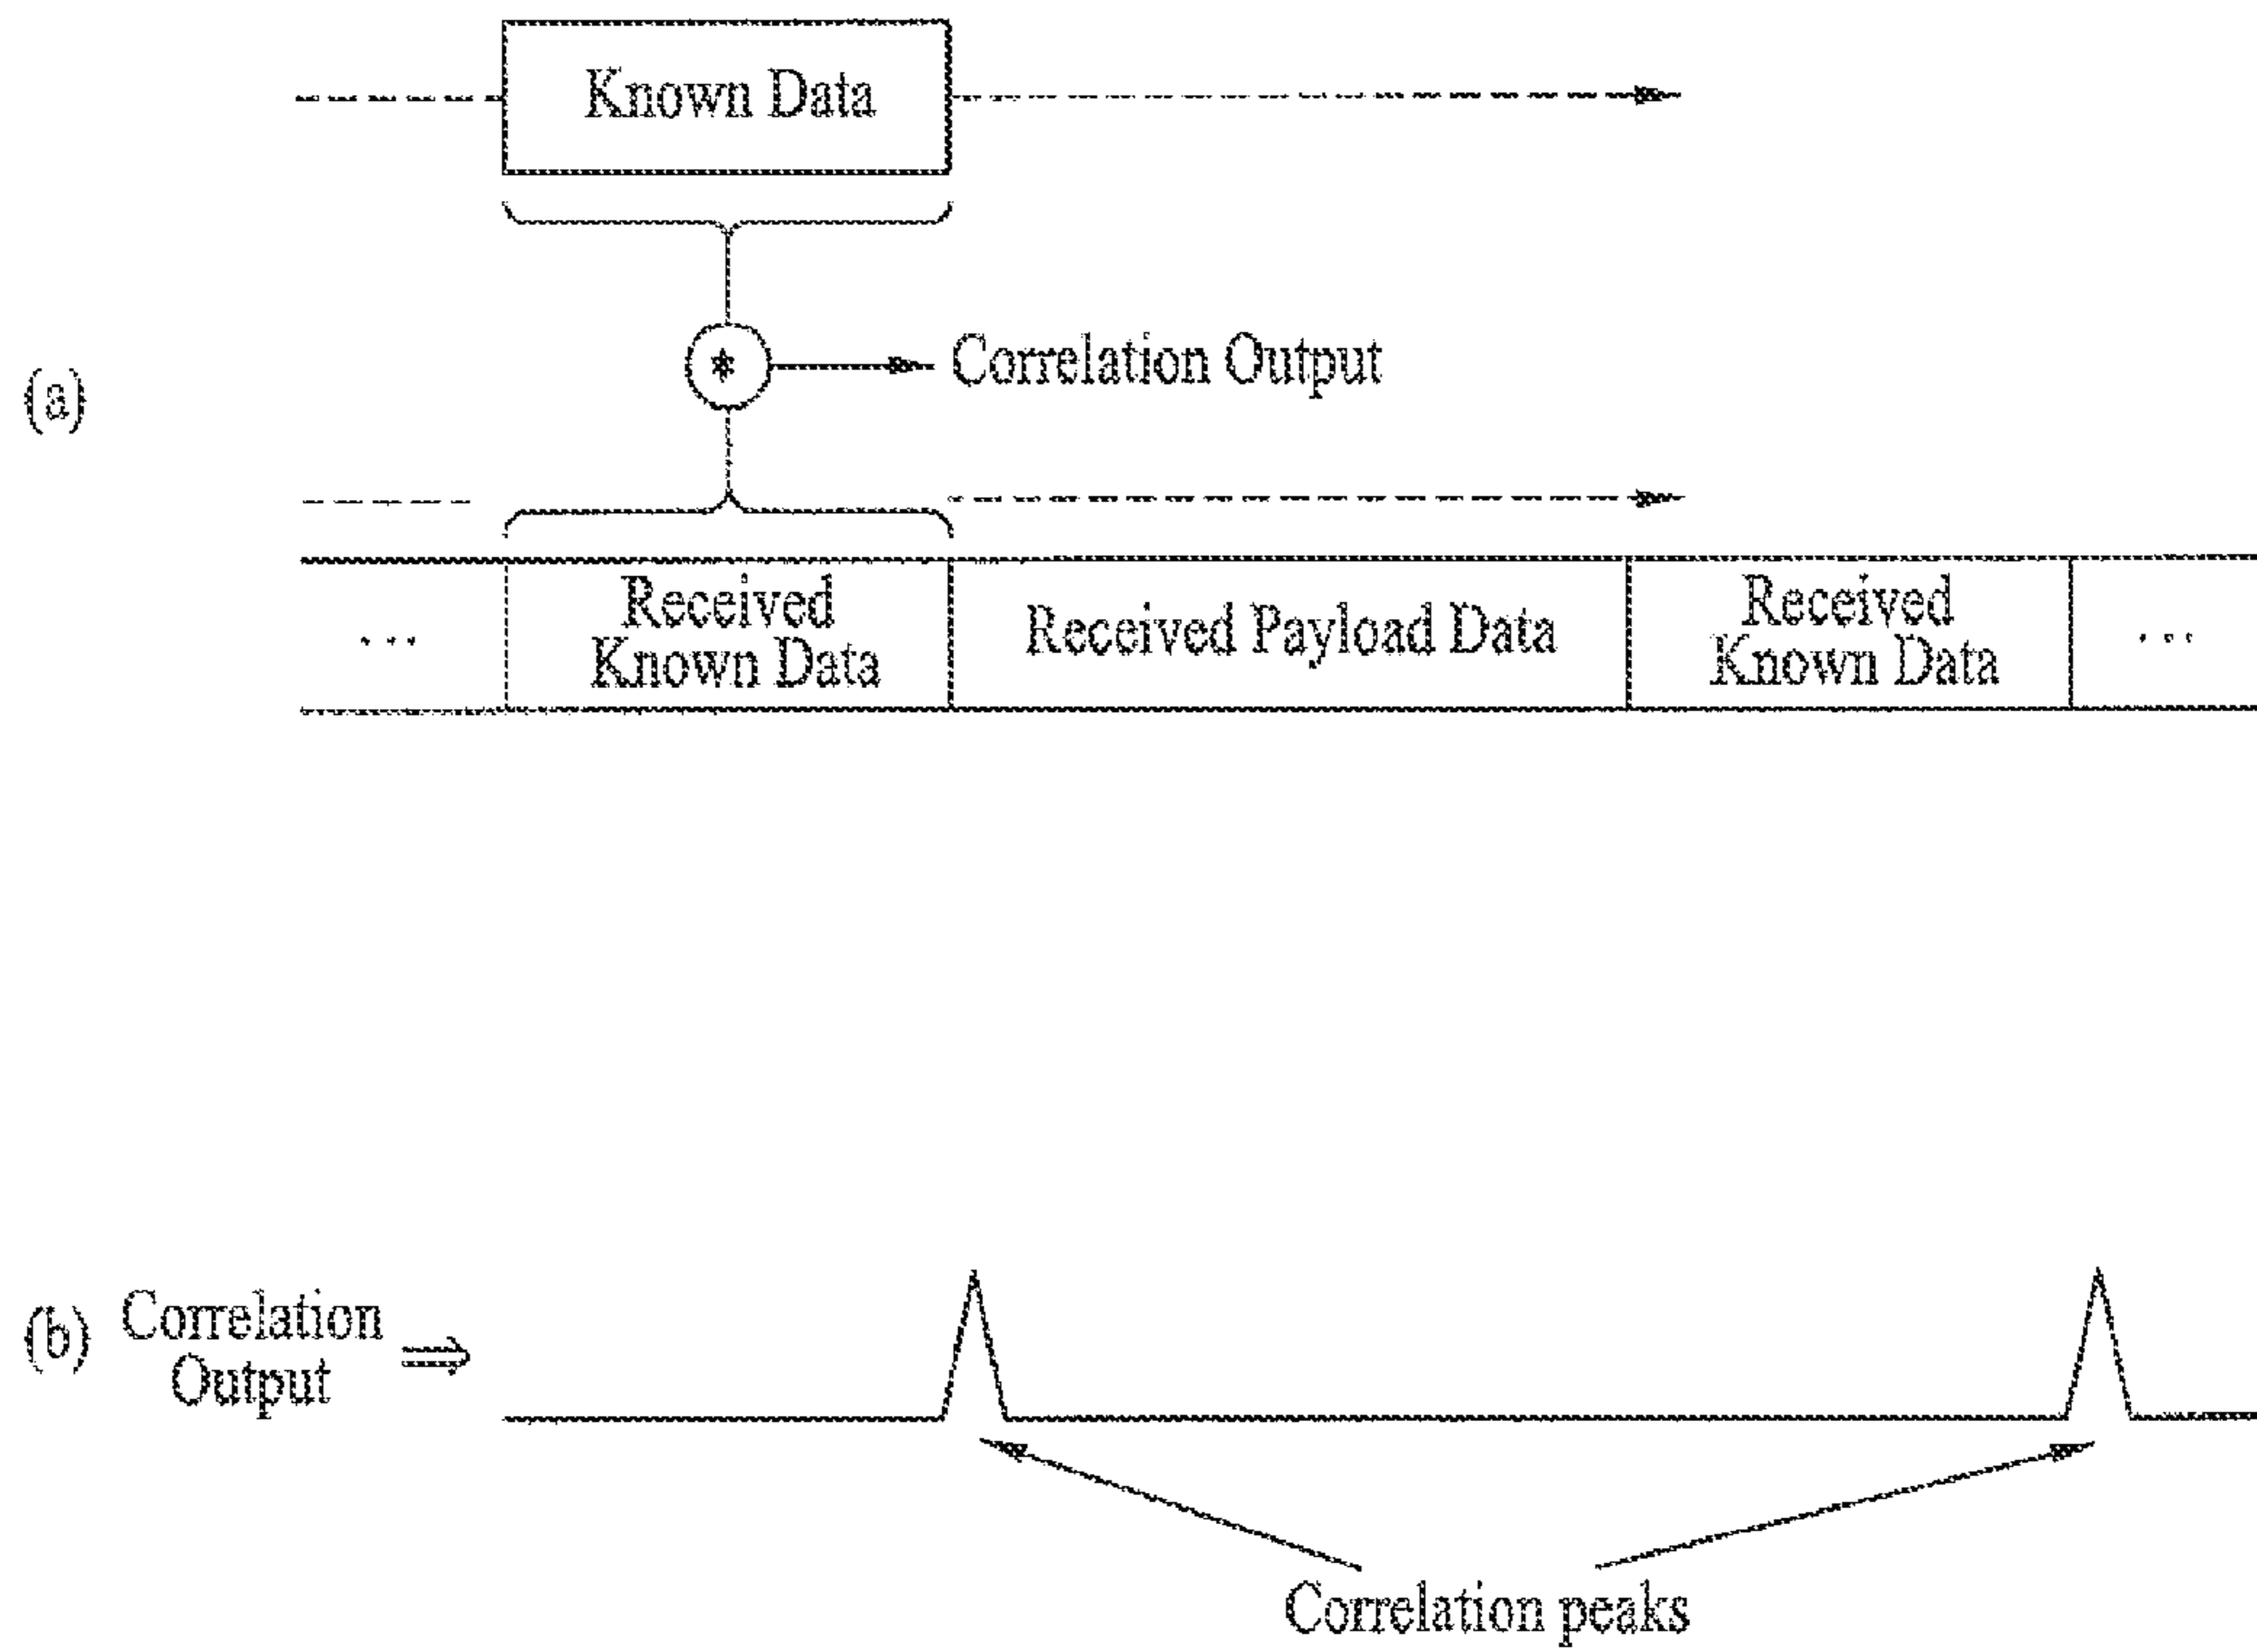 Known Data
(a)
*
Correlation Output
...
Received
Known Data
Received Payload Data
Received
Known Data
...
(b)
Correlation
Output
Correlation peaks